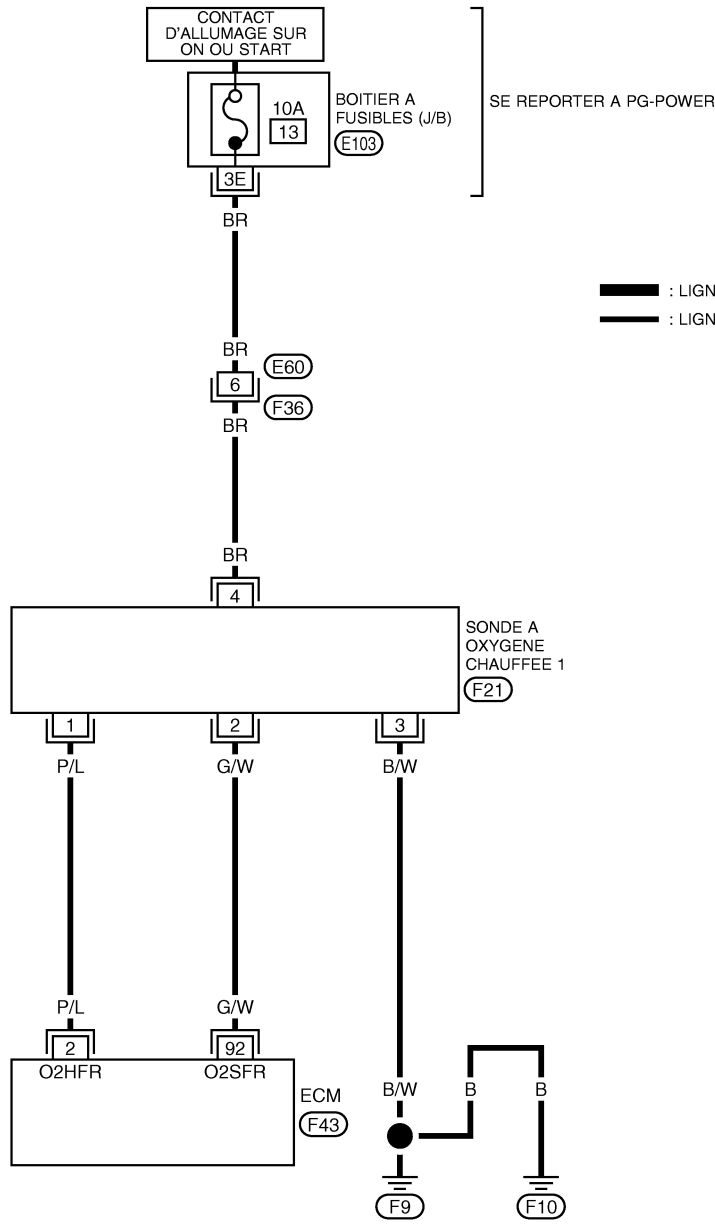 CONTACT
D'ALLUMAGE SUR
ON OU START
10A
13
BOITIER A
FUSIBLES (J/B)
E103
SE REPORTER A PG-POWER
3E
BR
: LIGN
: LIGN
BR
E60
6
F36
BR
BR
4
SONDE A
OXYGENE
CHAUFFEE 1
F21
1 2 3
P/L G/W B/W
P/L G/W
2 92
O2HFR O2SFR
ECM
F43
B/W B B
F9 F10